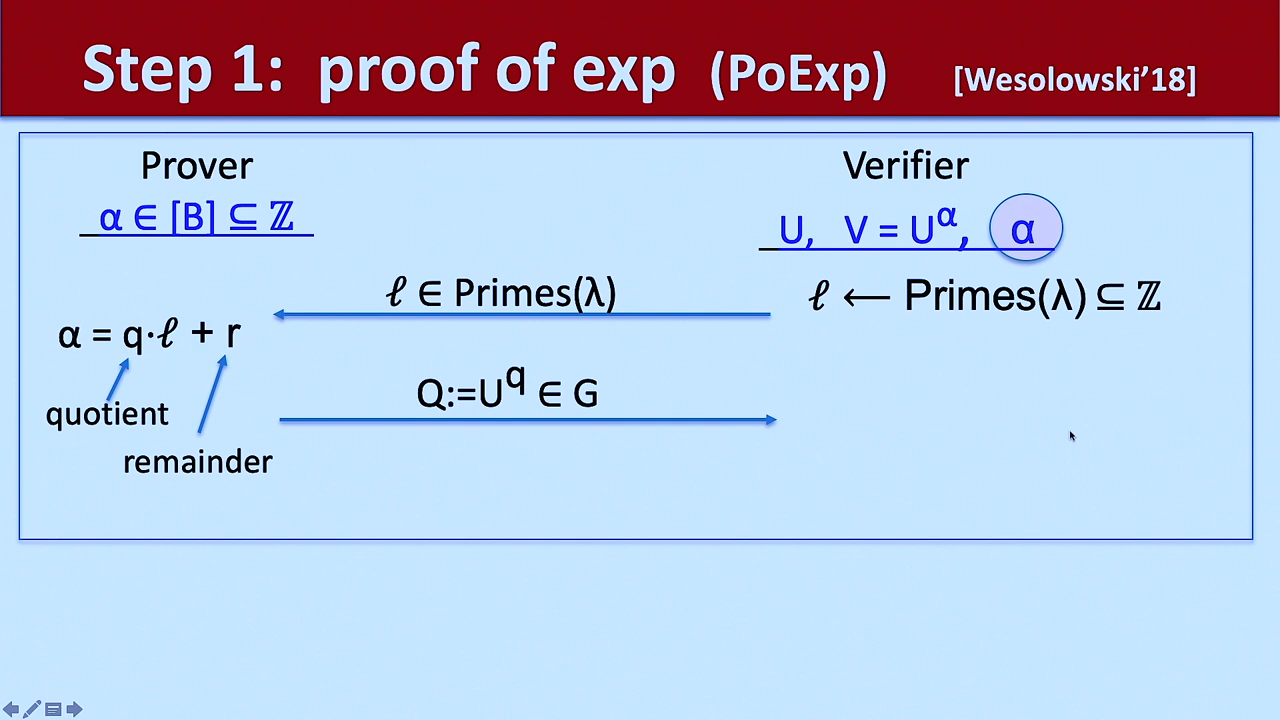 Step 1: proof of exp (PoExp) [Wesolowski’18]
Prover
α ∈ [B] ⊆ ℤ
Verifier
U, V = U^α, α
ℓ ∈ Primes(λ)
ℓ ⟵ Primes(λ) ⊆ ℤ
α = q·ℓ + r
quotient
remainder
Q:=U^q ∈ G